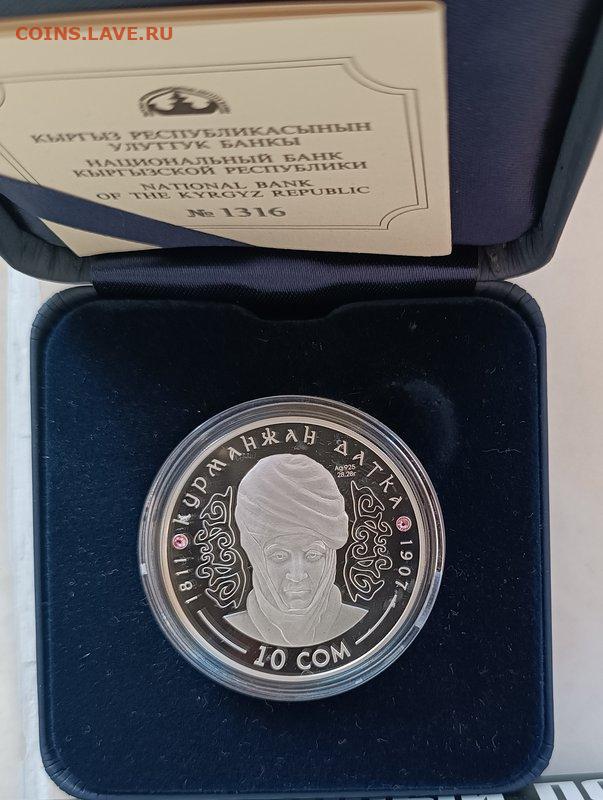 COINS.LAVE.RU
КЫРГЫЗ РЕСПУБЛИКАСЫНЫН
УЛУТТУК БАНКЫ
НАЦИОНАЛЬНЫЙ БАНК
КЫРГЫЗСКОЙ РЕСПУБЛИКИ
NATIONAL BANK
OF THE KYRGYZ REPUBLIC
№ 1316
КУРМАНЖАН ДАТКА
Ag 925
28.28г
1811
1907
10 СОМ